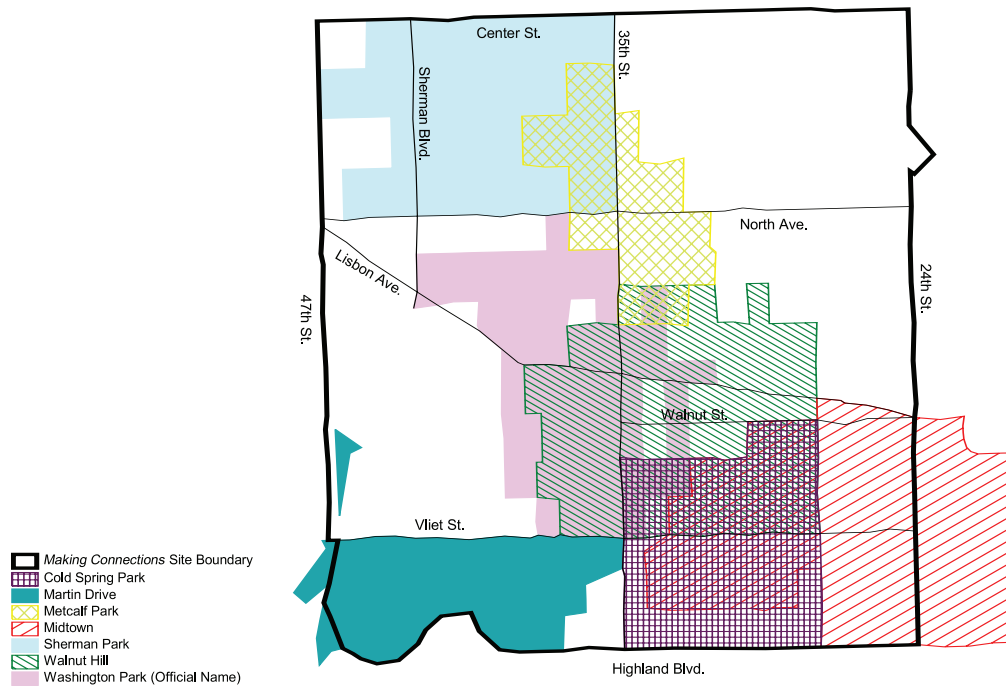 Center St.
35th St.
Sherman Blvd.
North Ave.
Lisbon Ave.
47th St.
24th St.
Walnut St.
Vliet St.
Highland Blvd.
Making Connections Site Boundary
Cold Spring Park
Martin Drive
Metcalf Park
Midtown
Sherman Park
Walnut Hill
Washington Park (Official Name)